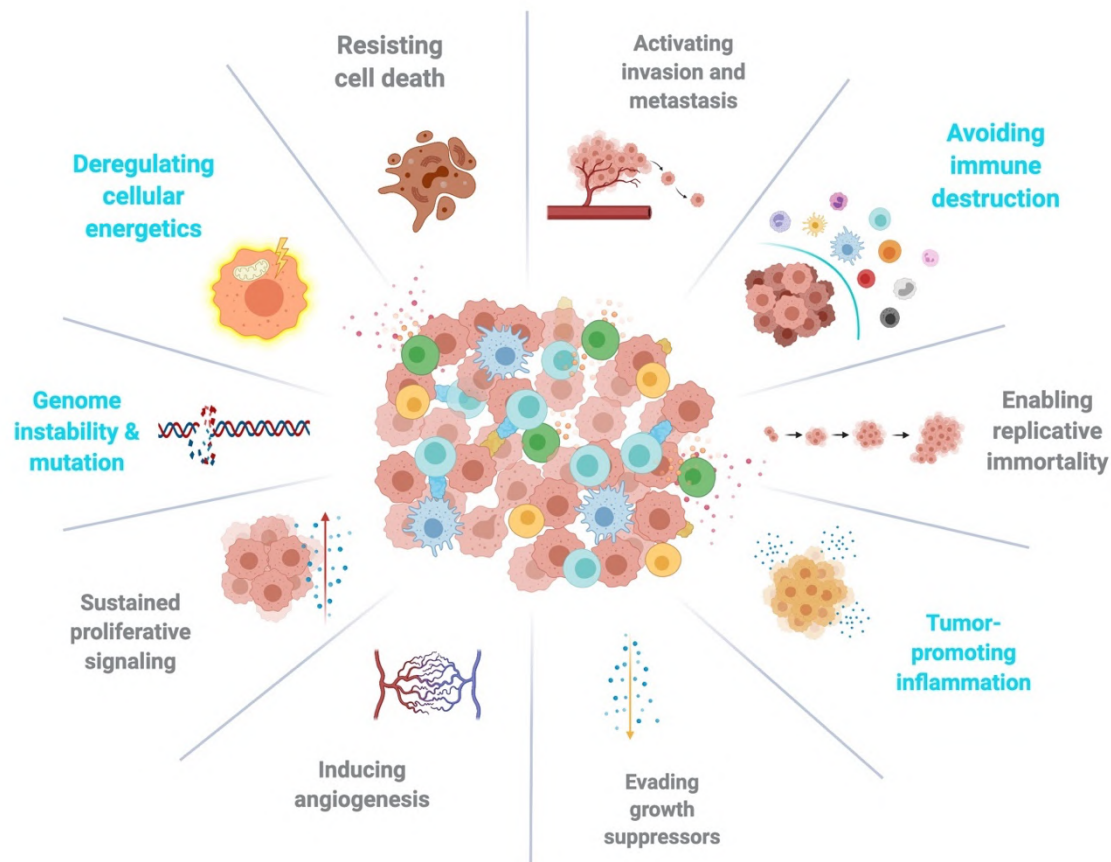 Resisting
cell death
Activating
invasion and
metastasis
Avoiding
immune
destruction
Enabling
replicative
immortality
Tumor-
promoting
inflammation
Evading
growth
suppressors
Inducing
angiogenesis
Sustained
proliferative
signaling
Genome
instability &
mutation
Deregulating
cellular
energetics